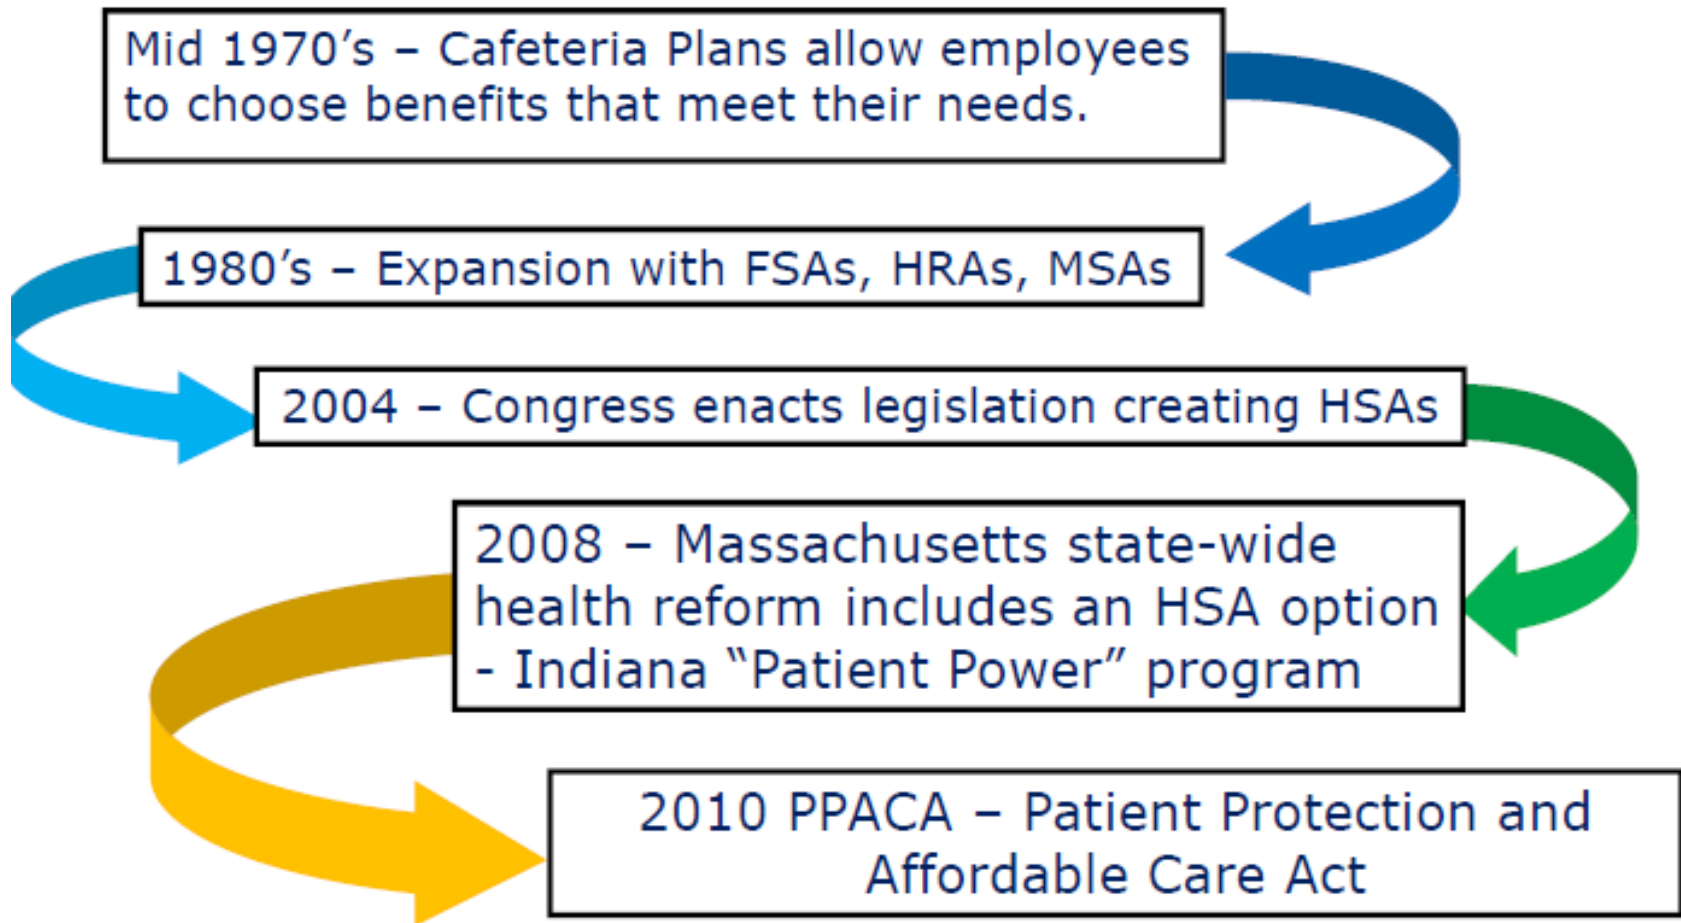 Mid 1970’s – Cafeteria Plans allow employees
to choose benefits that meet their needs.
1980’s – Expansion with FSAs, HRAs, MSAs
2004 – Congress enacts legislation creating HSAs
2008 – Massachusetts state-wide
health reform includes an HSA option
- Indiana “Patient Power” program
2010 PPACA – Patient Protection and
Affordable Care Act